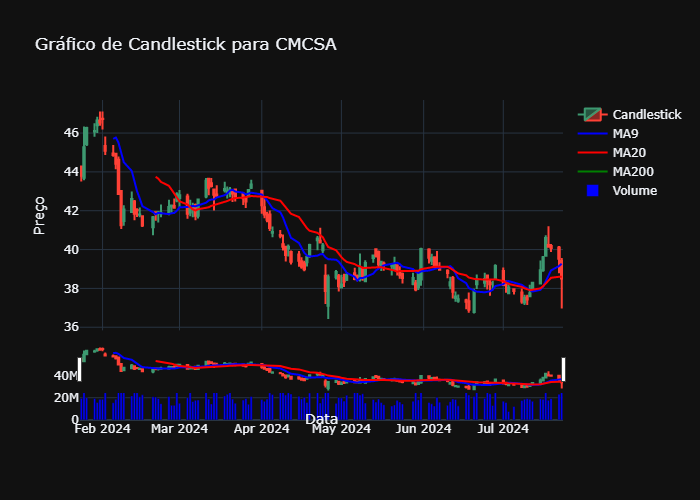 Gráfico de Candlestick para CMCSA
Candlestick
MA9
MA20
MA200
Volume
Preço
46
44
42
40
38
36
40M
20M
0
Feb 2024
Mar 2024
Apr 2024
May 2024
Jun 2024
Jul 2024
Data